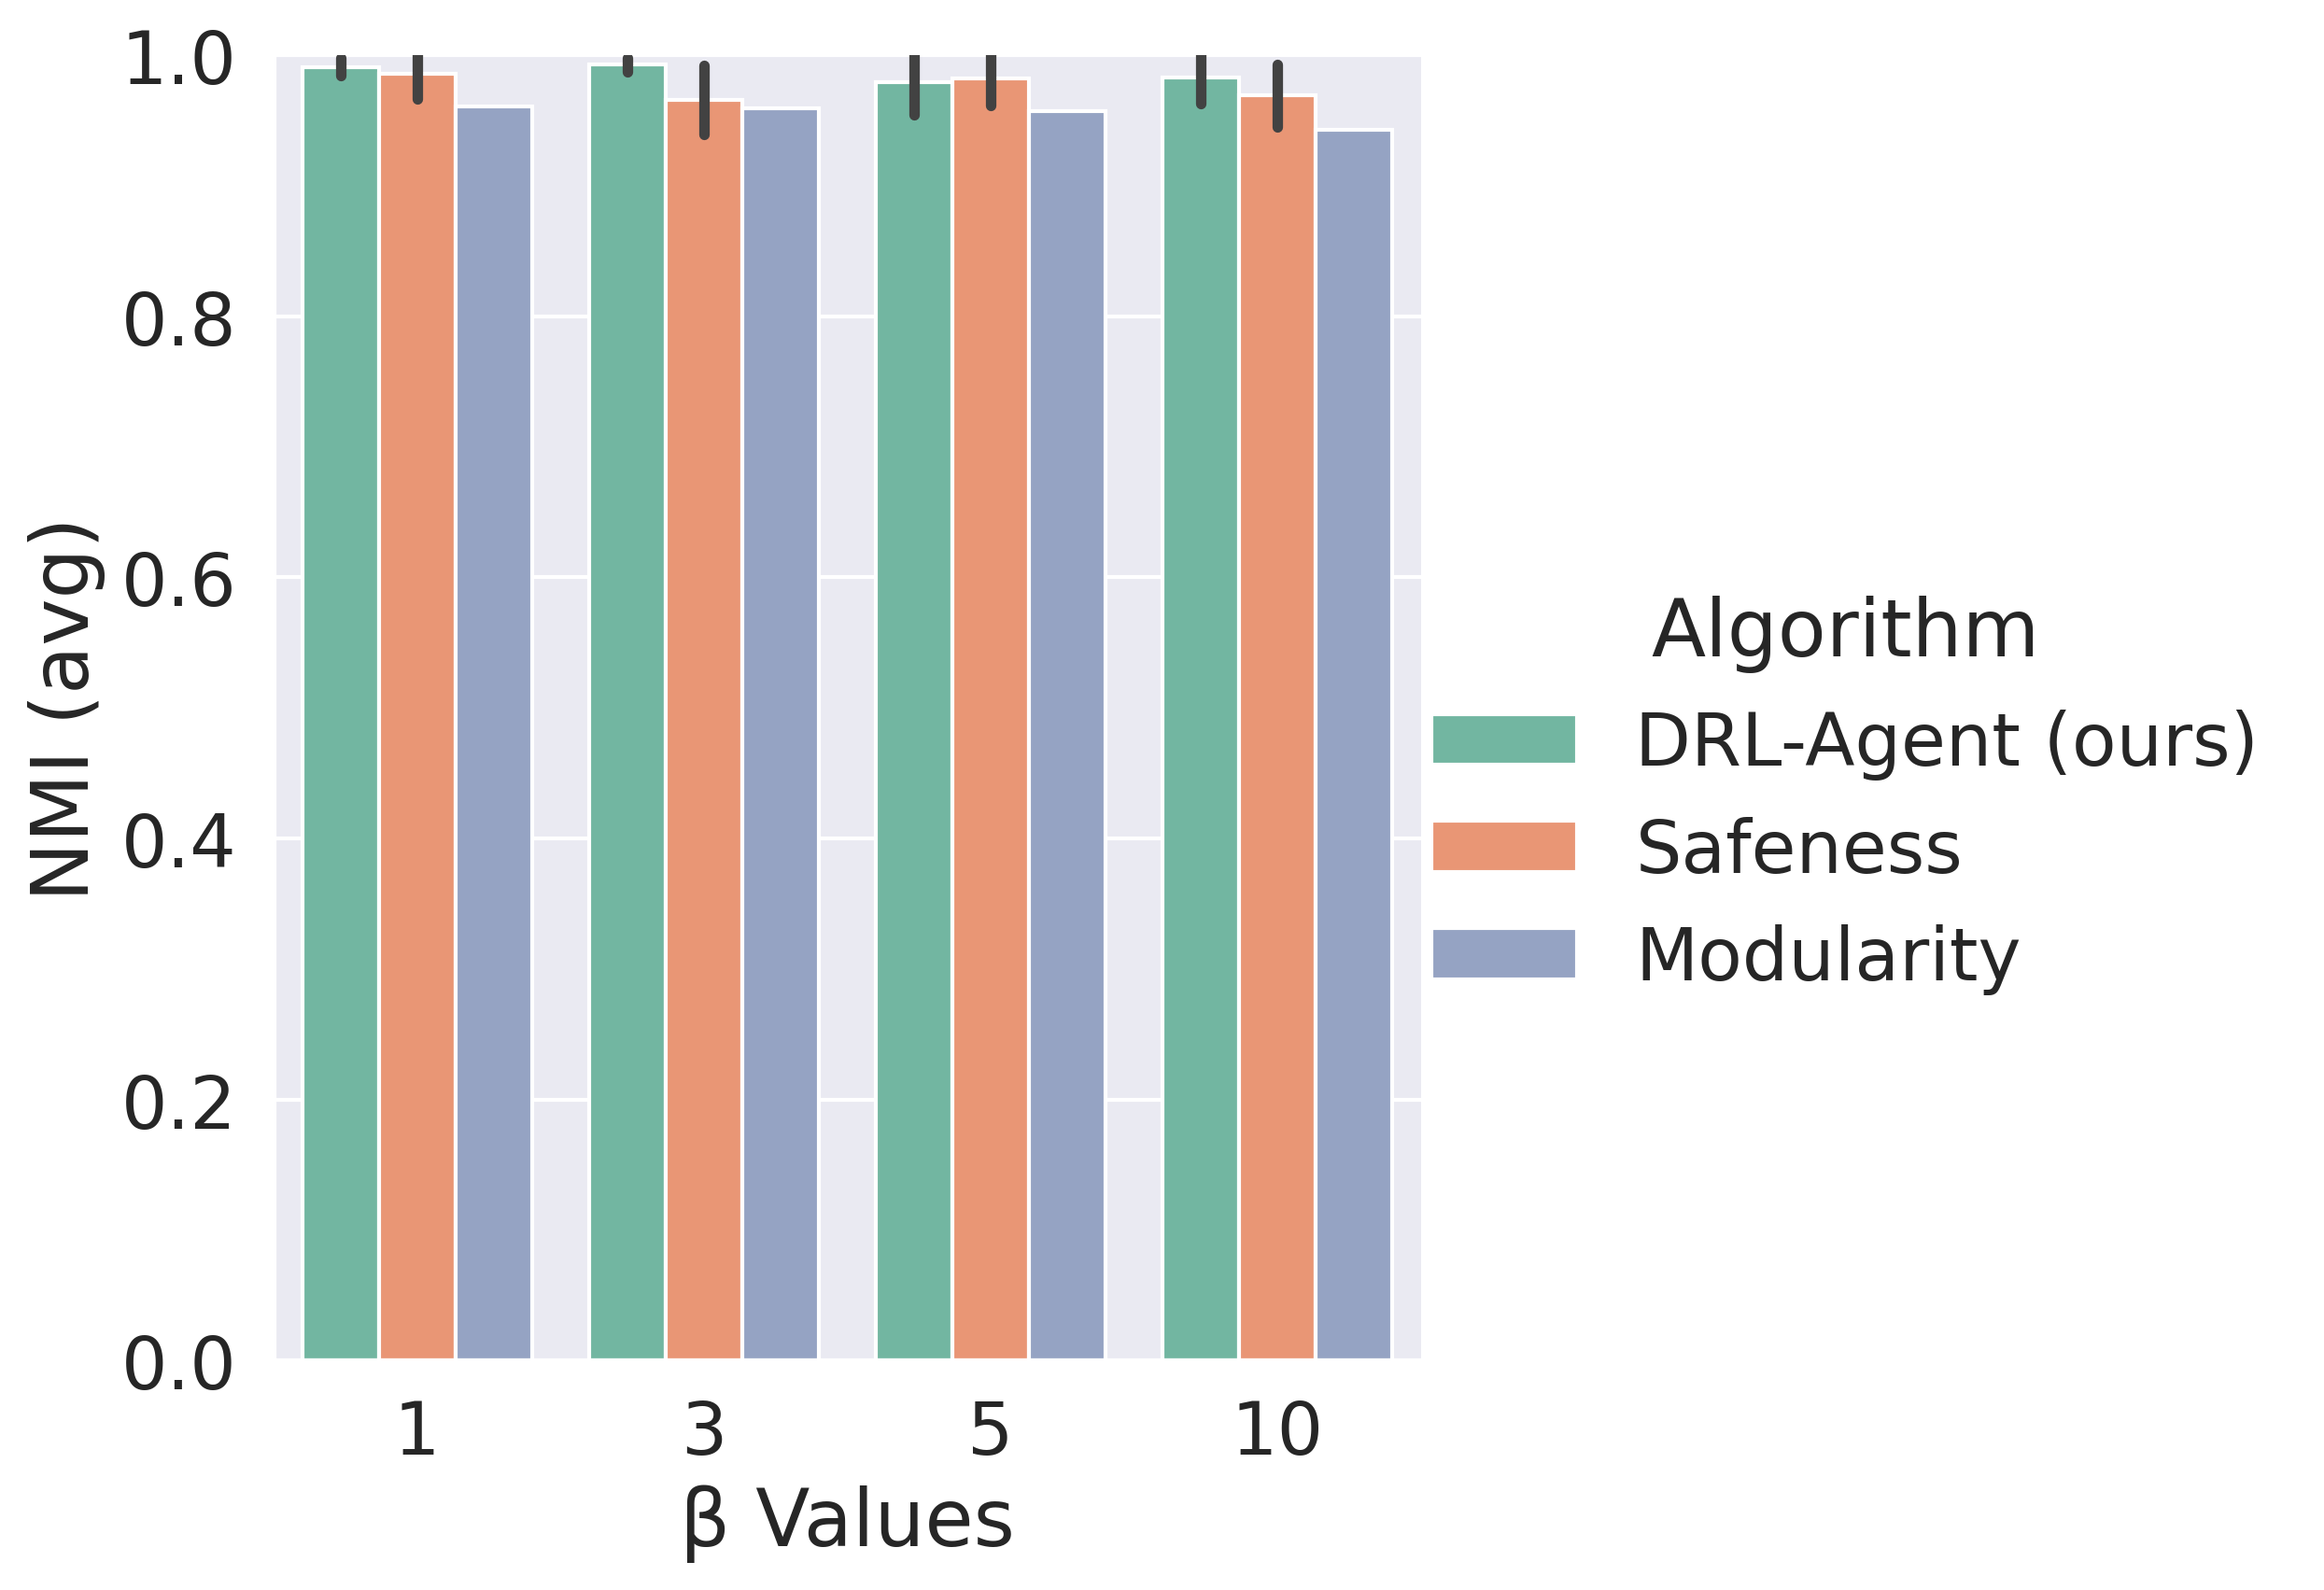 1.0
0.8
0.6
0.4
0.2
0.0
NMI (avg)
1 3 5 10
β Values
Algorithm
DRL-Agent (ours)
Safeness
Modularity